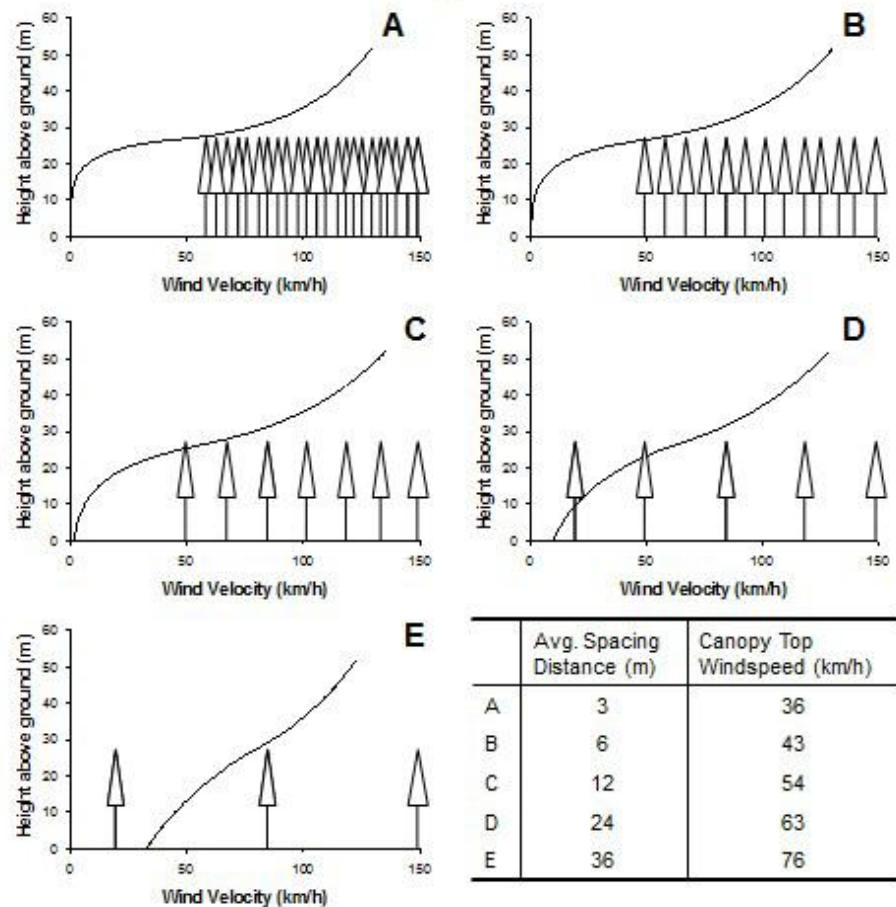 A
Height above ground (m)
60
50
40
30
20
10
0
0 50 100 150
Wind Velocity (km/h)
B
Height above ground (m)
60
50
40
30
20
10
0
0 50 100 150
Wind Velocity (km/h)
C
Height above ground (m)
60
50
40
30
20
10
0
0 50 100 150
Wind Velocity (km/h)
D
Height above ground (m)
60
50
40
30
20
10
0
0 50 100 150
Wind Velocity (km/h)
E
Height above ground (m)
60
50
40
30
20
10
0
0 50 100 150
Wind Velocity (km/h)
Avg. Spacing Canopy Top
Distance (m) Windspeed (km/h)
A 3 36
B 6 43
C 12 54
D 24 63
E 36 76